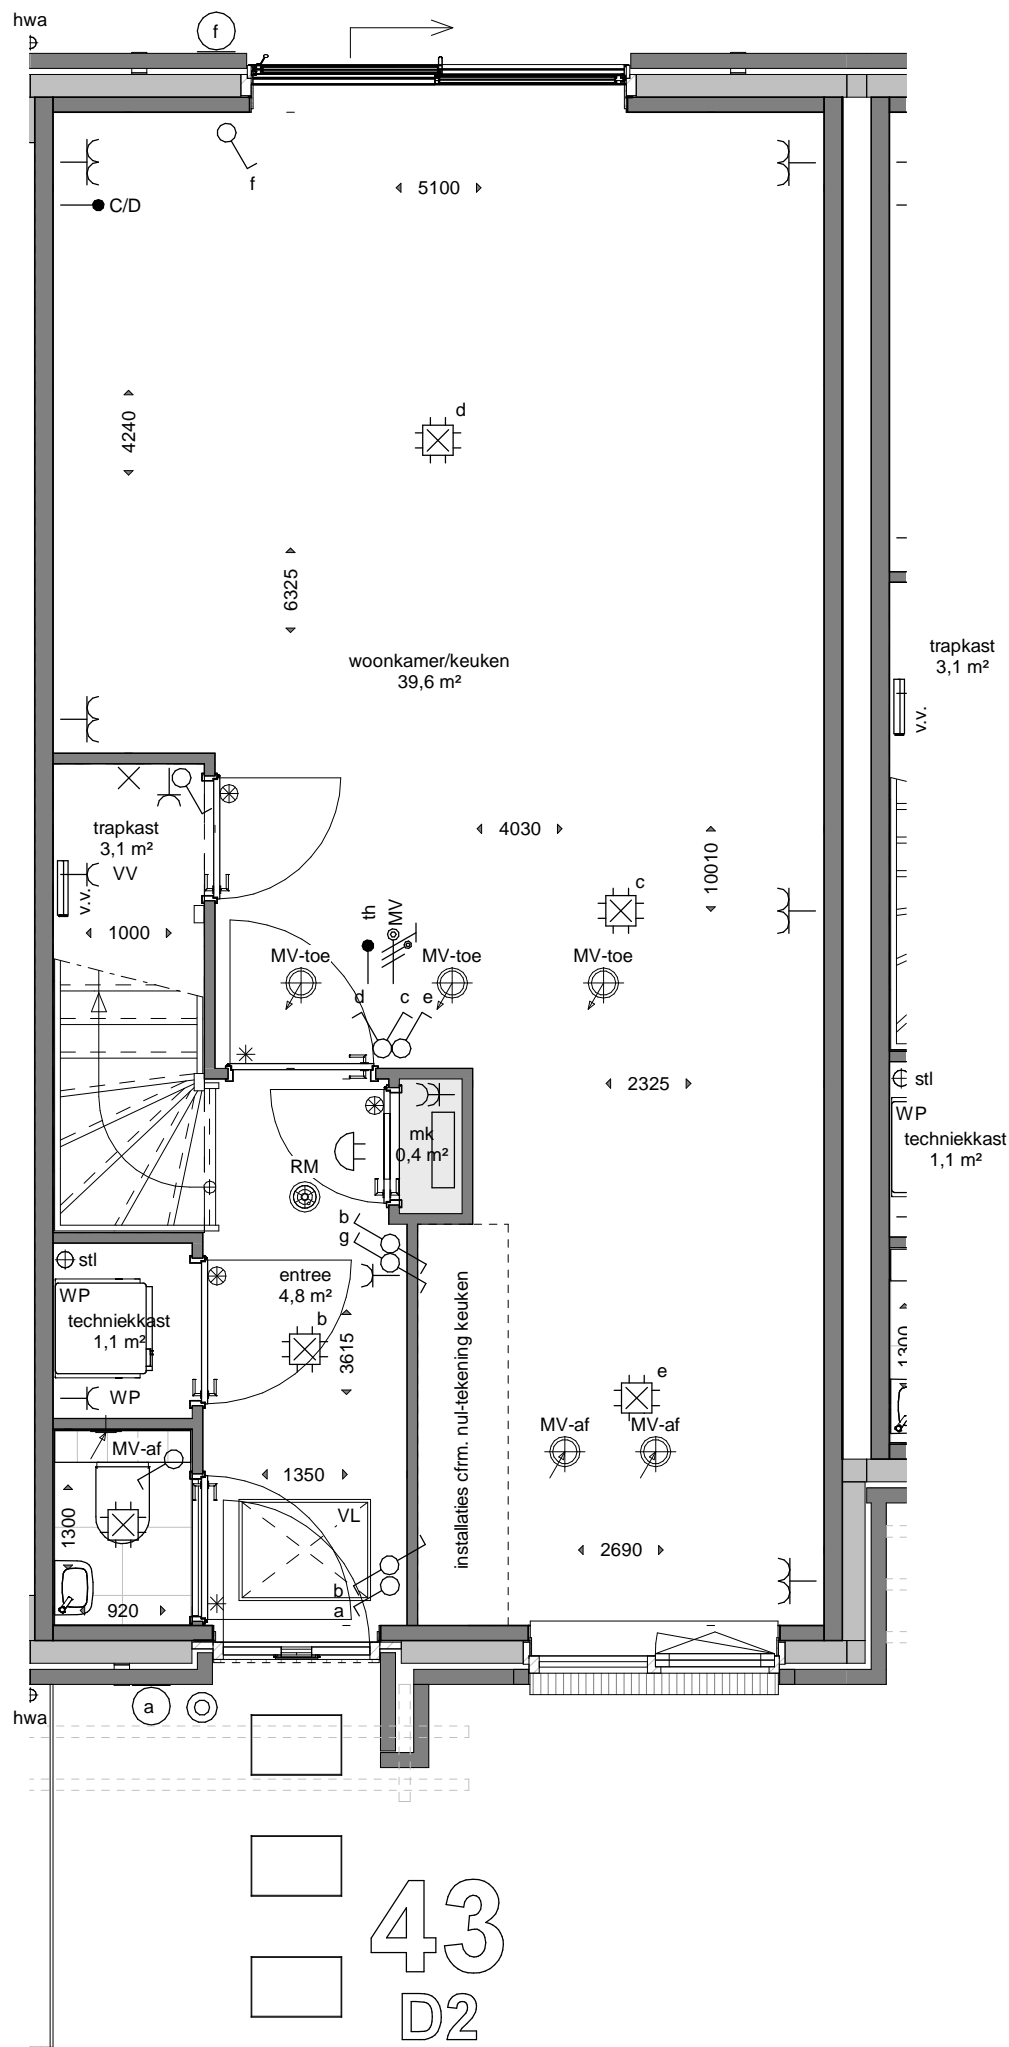 hwa
f
f
5100
C/D
d
4240
6325
woonkamer/keuken
39,6 m²
trapkast
3,1 m²
v.v.
trapkast
3,1 m²
VV
v.v.
4030
10010
c
1000
th
MV
MV-toe
MV-toe
MV-toe
d
c
e
2325
stl
WP
techniekkast
1,1 m²
mk
0,4 m²
RM
b
g
stl
WP
techniekkast
1,1 m²
WP
entree
4,8 m²
b
3615
installaties cfrm. nul-tekening keuken
1300
e
MV-af
MV-af
MV-af
1350
VL
1300
2690
920
b
a
hwa
a
43
D2